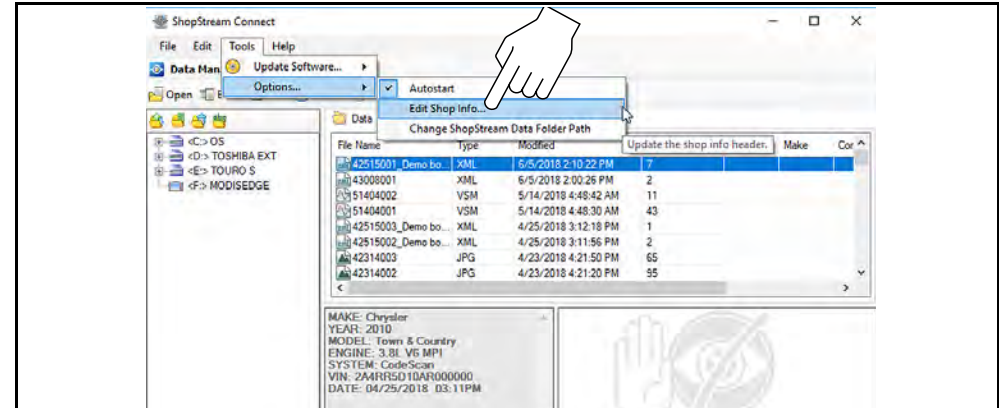 ShopStream Connect
File Edit Tools Help
Data Man Update Software...
Open Options... Autostart
Edit Shop Info...
Data Change ShopStream Data Folder Path
Update the shop info header.
<C:> OS
<D:> TOSHIBA EXT
<E:> TOURO S
<F:> MODISEDGE
File Name Type Modified Make Cor
42515001_Demo bo... XML 6/5/2018 2:10:22 PM 7
43008001 XML 6/5/2018 2:00:26 PM 2
51404002 VSM 5/14/2018 4:48:42 AM 11
51404001 VSM 5/14/2018 4:48:30 AM 43
42515003_Demo bo... XML 4/25/2018 3:12:18 PM 1
42515002_Demo bo... XML 4/25/2018 3:11:56 PM 2
42314003 JPG 4/23/2018 4:21:50 PM 65
42314002 JPG 4/23/2018 4:21:20 PM 95
MAKE: Chrysler
YEAR: 2010
MODEL: Town & Country
ENGINE: 3.8L V6 MPI
SYSTEM: CodeScan
VIN: 2A4RR5D10AR000000
DATE: 04/25/2018 03:11PM